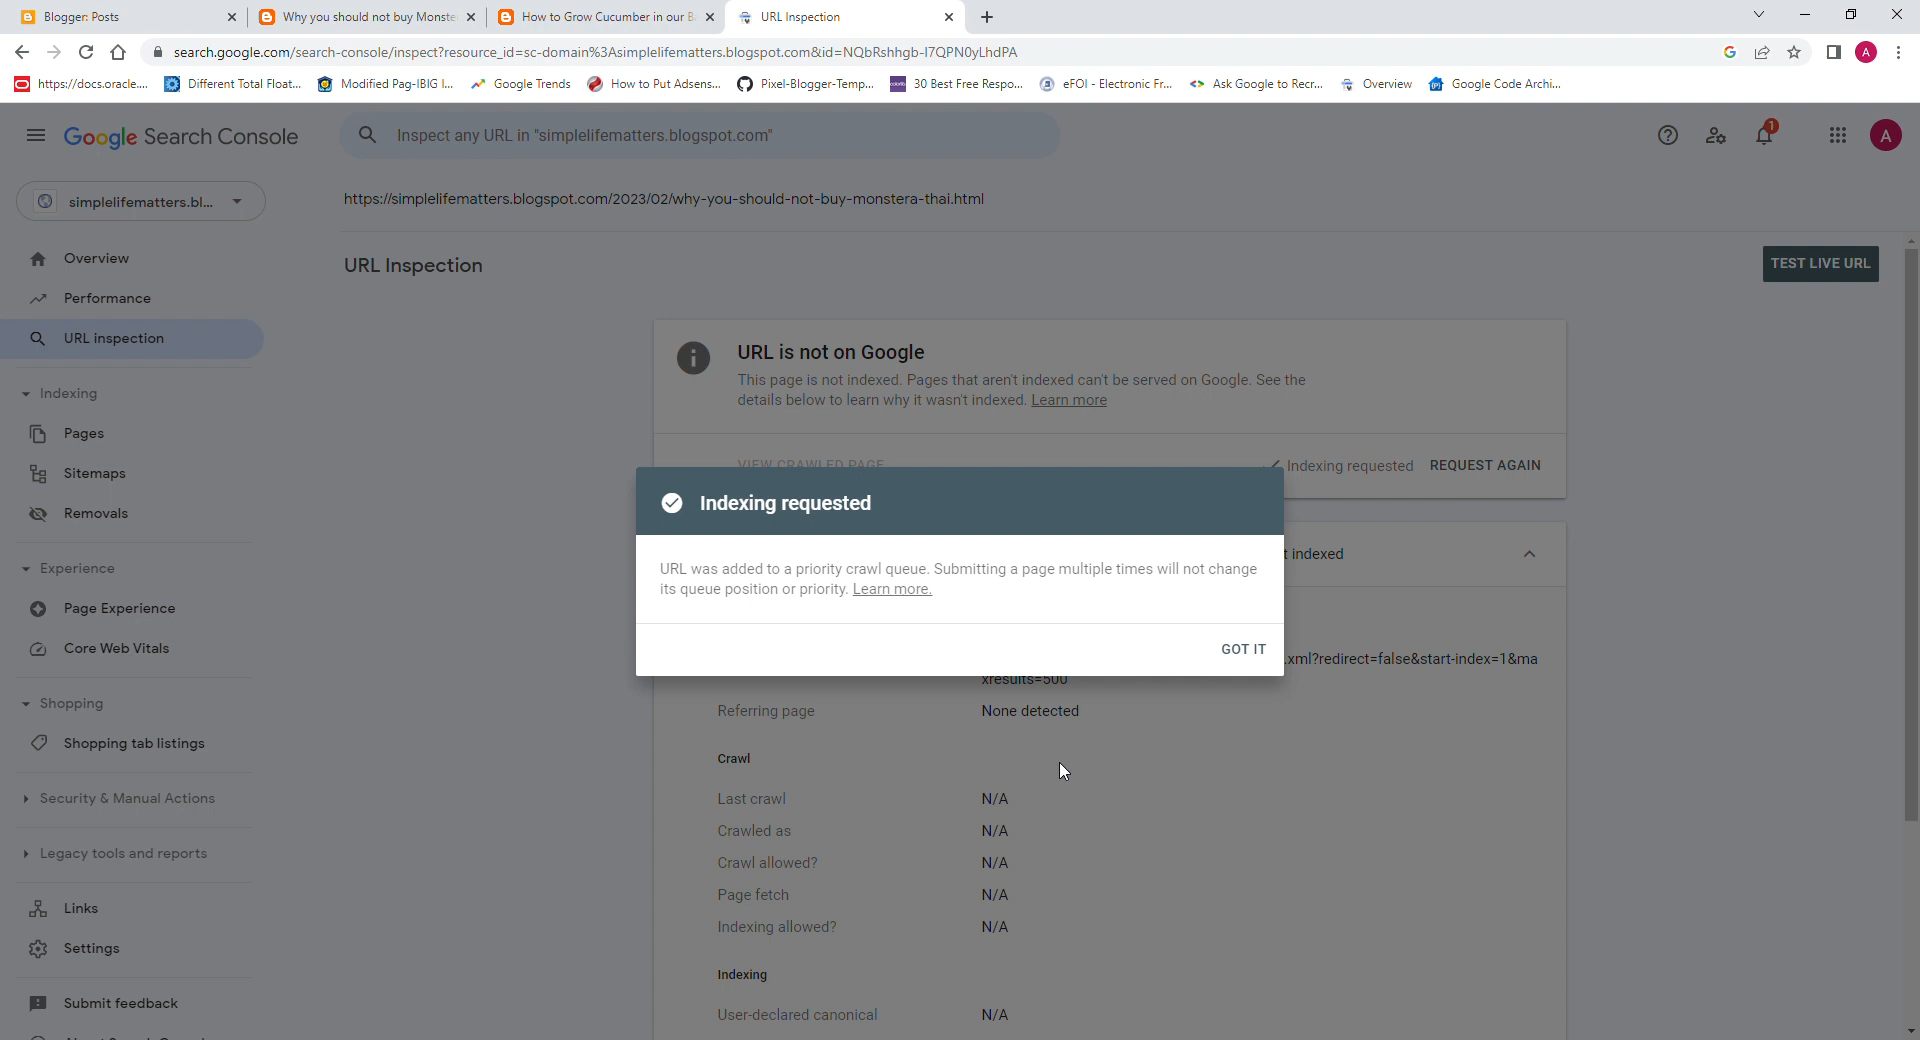 Blogger: Posts
Why you should not buy Monste
How to Grow Cucumber in our B
URL Inspection
search.google.com/search-console/inspect?resource_id=sc-domain%3Asimplelifematters.blogspot.com&id=NQbRshhgb-I7QPN0yLhdPA
A
https://docs.oracle....
Different Total Float...
Modified Pag-IBIG I...
Google Trends
How to Put Adsens...
Pixel-Blogger-Temp...
30 Best Free Respo...
eFOI - Electronic Fr...
Ask Google to Recr...
Overview
Google Code Archi...
Google Search Console
Inspect any URL in "simplelifematters.blogspot.com"
1
A
simplelifematters.bl...
https://simplelifematters.blogspot.com/2023/02/why-you-should-not-buy-monstera-thai.html
Overview
Performance
URL inspection
Indexing
Pages
Sitemaps
Removals
Experience
Page Experience
Core Web Vitals
Shopping
Shopping tab listings
Security & Manual Actions
Legacy tools and reports
Links
Settings
Submit feedback
URL Inspection
TEST LIVE URL
URL is not on Google
This page is not indexed. Pages that aren't indexed can't be served on Google. See the
details below to learn why it wasn't indexed. Learn more
VIEW CRAWLED PAGE
Indexing requested
REQUEST AGAIN
Indexing requested
URL was added to a priority crawl queue. Submitting a page multiple times will not change
its queue position or priority. Learn more.
GOT IT
t indexed
.xml?redirect=false&start-index=1&ma
xresults=500
Referring page
None detected
Crawl
Last crawl
N/A
Crawled as
N/A
Crawl allowed?
N/A
Page fetch
N/A
Indexing allowed?
N/A
Indexing
User-declared canonical
N/A